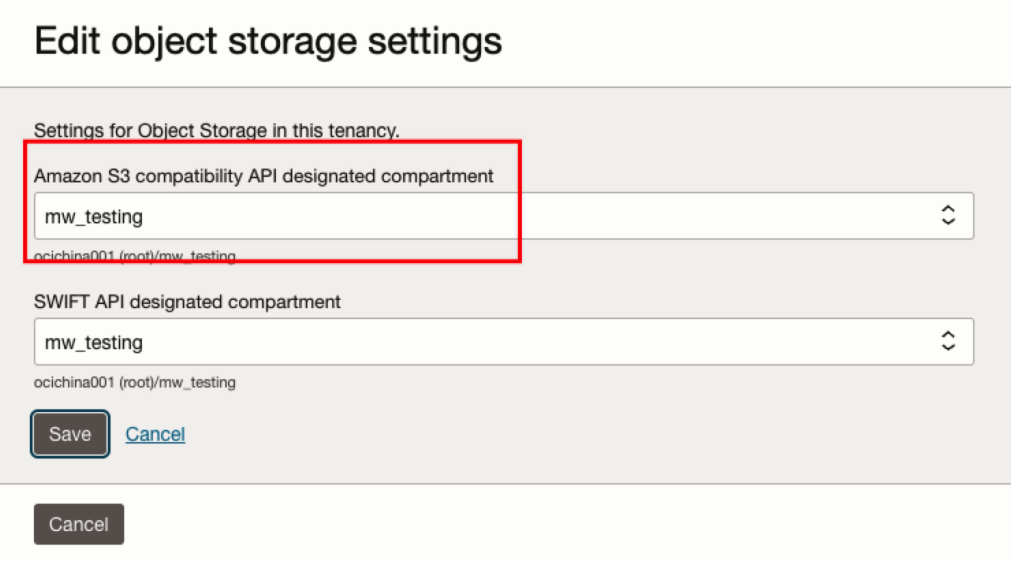 Edit object storage settings
Settings for Object Storage in this tenancy.
Amazon S3 compatibility API designated compartment
mw_testing
ocichina001 (root)/mw_testing
SWIFT API designated compartment
mw_testing
ocichina001 (root)/mw_testing
Save Cancel
Cancel